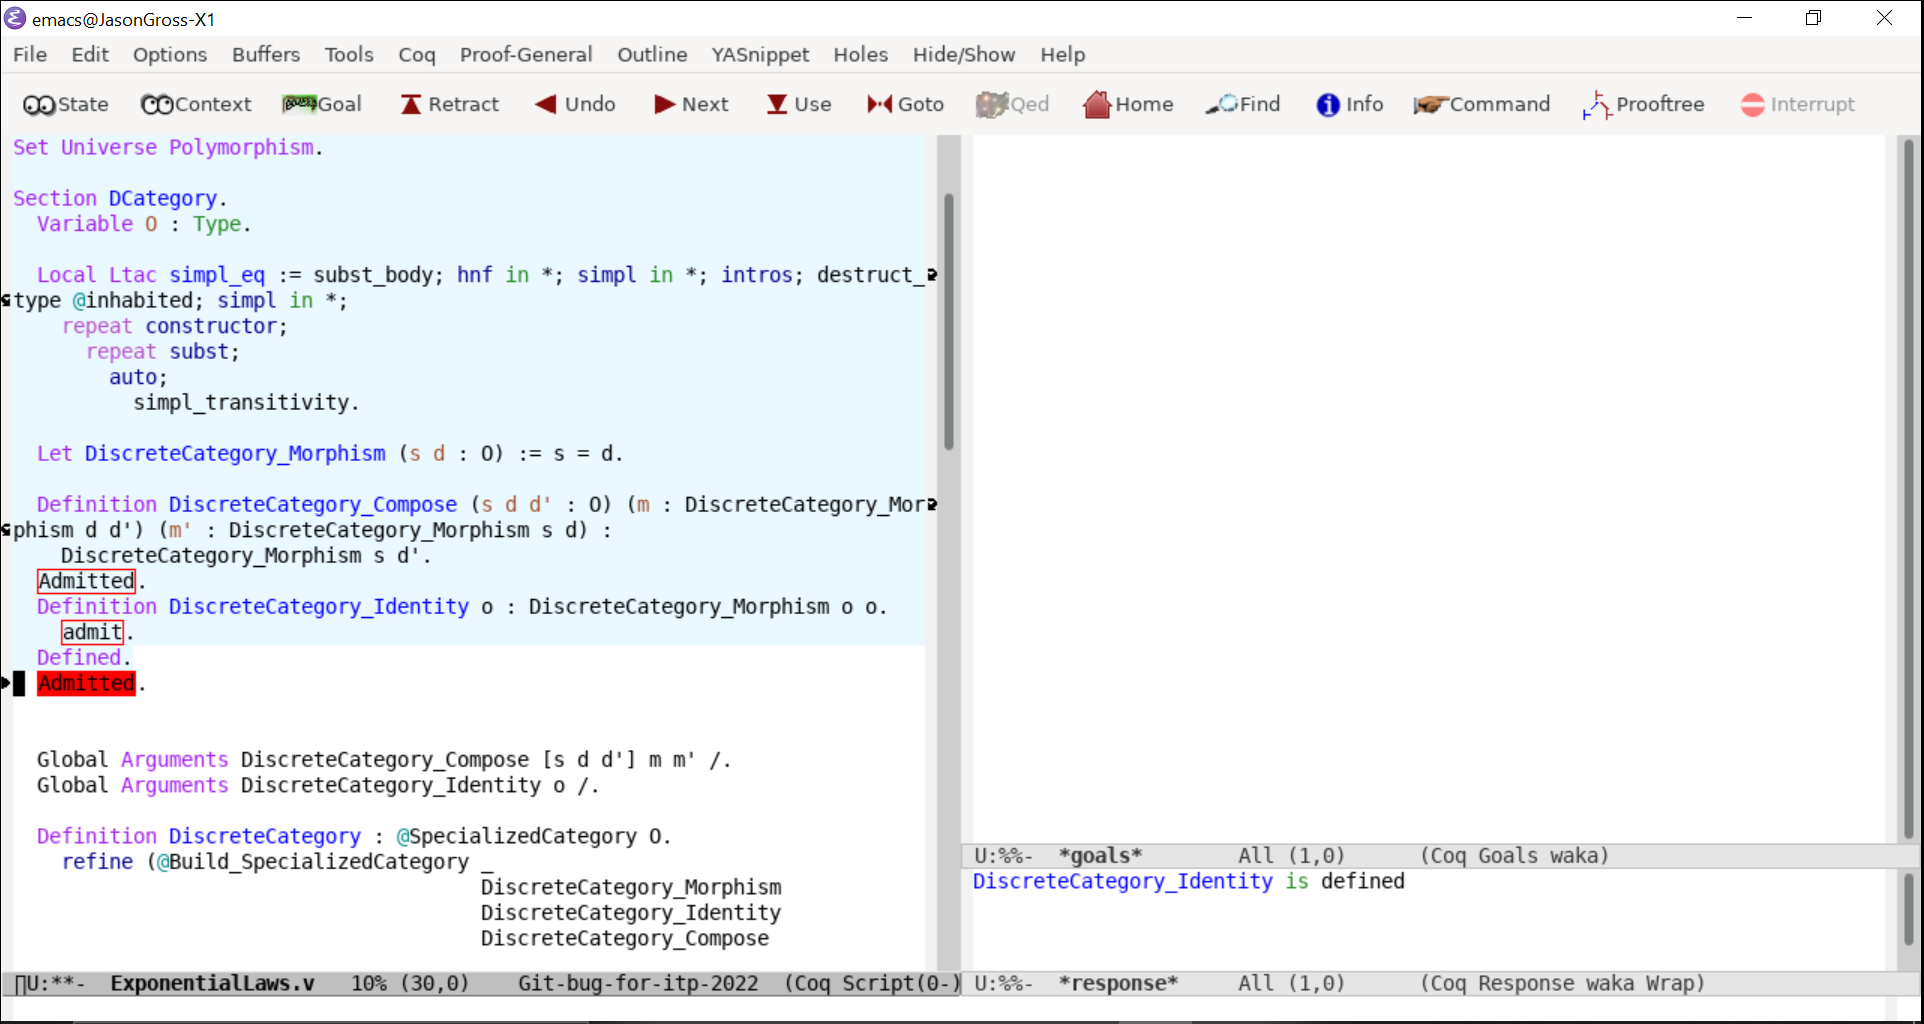 emacs@JasonGross-X1
File Edit Options Buffers Tools Coq Proof-General Outline YASnippet Holes Hide/Show Help
State Context Goal Retract Undo Next Use Goto Qed Home Find Info Command Prooftree Interrupt
Set Universe Polymorphism.
Section DCategory.
Variable O : Type.
Local Ltac simpl_eq := subst_body; hnf in *; simpl in *; intros; destruct_
type @inhabited; simpl in *;
repeat constructor;
repeat subst;
auto;
simpl_transitivity.
Let DiscreteCategory_Morphism (s d : O) := s = d.
Definition DiscreteCategory_Compose (s d d' : O) (m : DiscreteCategory_Mor
phism d d') (m' : DiscreteCategory_Morphism s d) :
DiscreteCategory_Morphism s d'.
Admitted.
Definition DiscreteCategory_Identity o : DiscreteCategory_Morphism o o.
admit.
Defined.
Admitted.
Global Arguments DiscreteCategory_Compose [s d d'] m m' /.
Global Arguments DiscreteCategory_Identity o /.
Definition DiscreteCategory : @SpecializedCategory O.
refine (@Build_SpecializedCategory _
DiscreteCategory_Morphism
DiscreteCategory_Identity
DiscreteCategory_Compose
U:**- ExponentialLaws.v 10% (30,0) Git-bug-for-itp-2022 (Coq Script(0-)
U:%%- *goals* All (1,0) (Coq Goals waka)
DiscreteCategory_Identity is defined
U:%%- *response* All (1,0) (Coq Response waka Wrap)